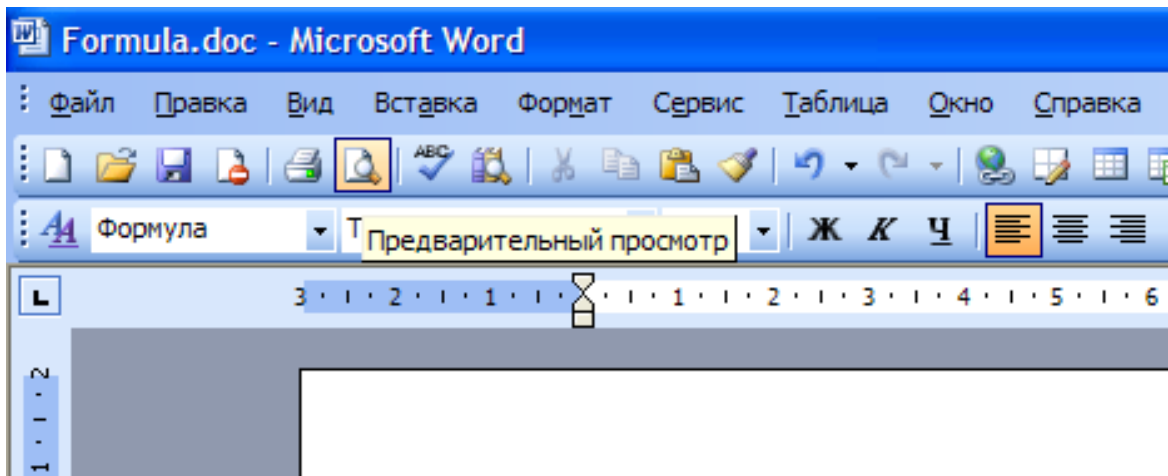 Formula.doc - Microsoft Word
Файл Правка Вид Вставка Формат Сервис Таблица Окно Справка
ABC
Формула Т Ж К Ч
Предварительный просмотр
L 3 2 1 1 2 3 4 5 6
2
1